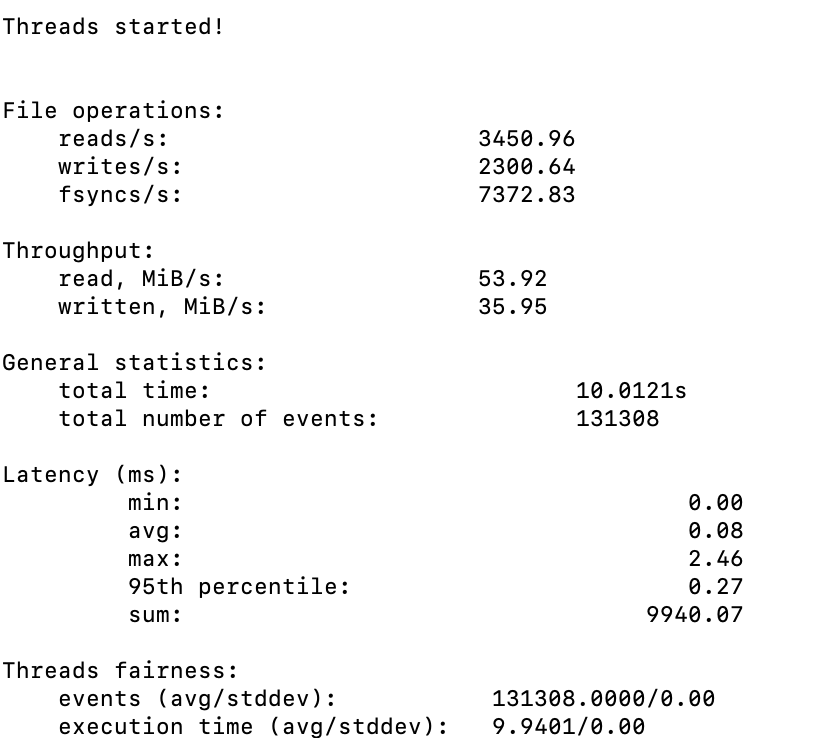 Threads started!
File operations:
reads/s: 3450.96
writes/s: 2300.64
fsyncs/s: 7372.83
Throughput:
read, MiB/s: 53.92
written, MiB/s: 35.95
General statistics:
total time: 10.0121s
total number of events: 131308
Latency (ms):
min: 0.00
avg: 0.08
max: 2.46
95th percentile: 0.27
sum: 9940.07
Threads fairness:
events (avg/stddev): 131308.0000/0.00
execution time (avg/stddev): 9.9401/0.00